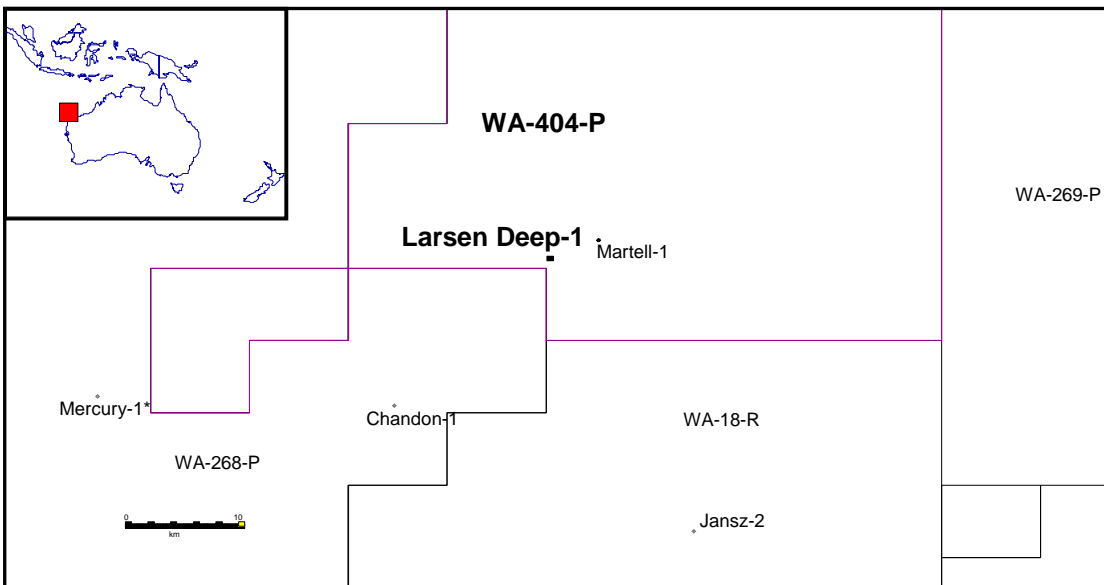 WA-404-P
WA-269-P
Larsen Deep-1
Martell-1
Mercury-1*
Chandon-1
WA-18-R
WA-268-P
0 10
km
Jansz-2